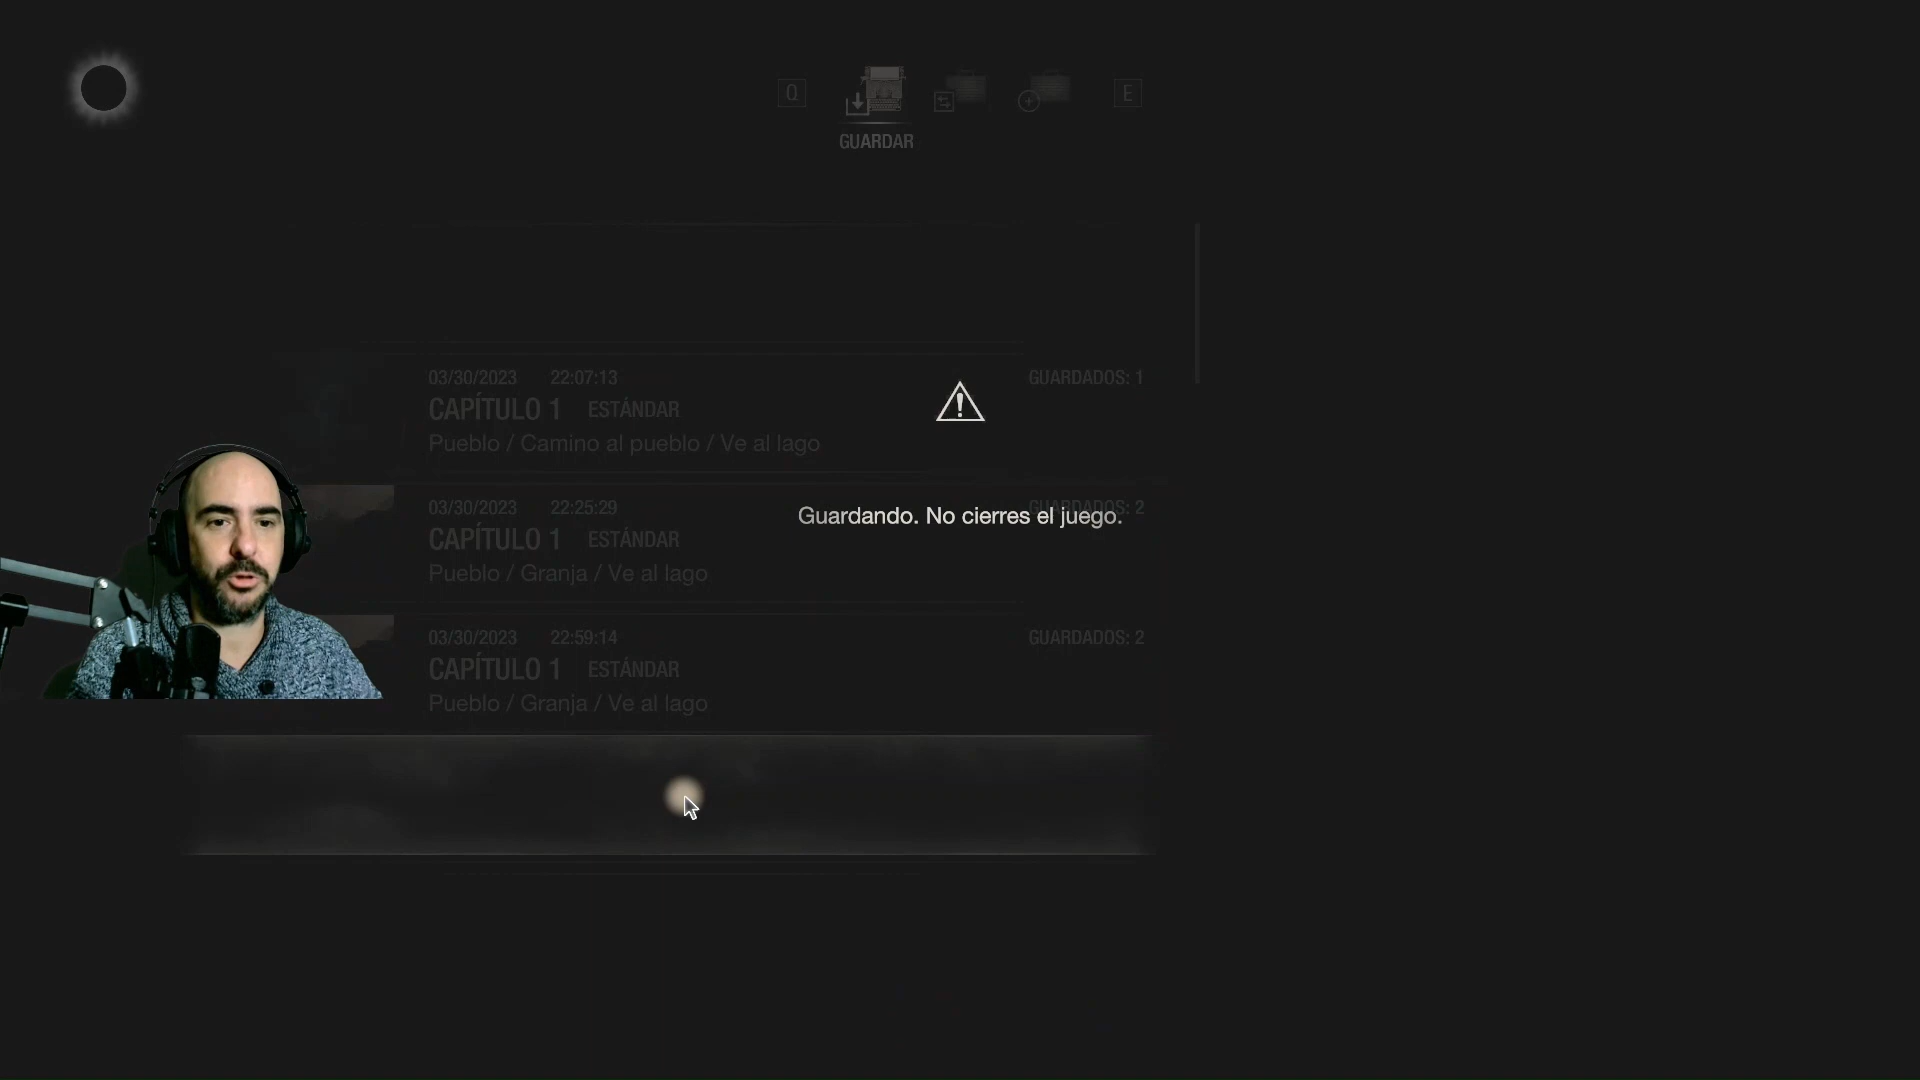 Q
E
GUARDAR
03/30/2023 22:07:13 GUARDADOS: 1
CAPÍTULO 1 ESTÁNDAR
Pueblo / Camino al pueblo / Ve al lago
03/30/2023 22:25:29 GUARDADOS: 2
Guardando. No cierres el juego.
CAPÍTULO 1 ESTÁNDAR
Pueblo / Granja / Ve al lago
03/30/2023 22:59:14 GUARDADOS: 2
CAPÍTULO 1 ESTÁNDAR
Pueblo / Granja / Ve al lago